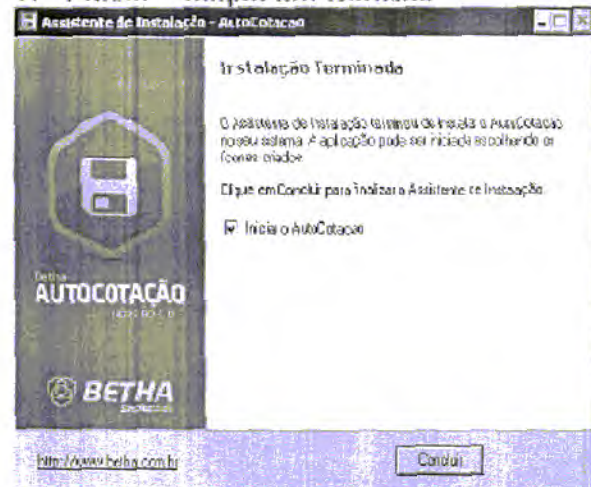 Assistente de Instalação - AutoCotacao
Instalação Terminada
O Assistente de Instalação terminou de instalar o AutoCotacao
no seu sistema. A aplicação pode ser iniciada escolhendo os
ícones criados.
Clique em Concluir para finalizar o Assistente de Instalação.
Iniciar o AutoCotacao
Betha
AUTOCOTAÇÃO
BETHA
http://www.betha.com.br
Concluir